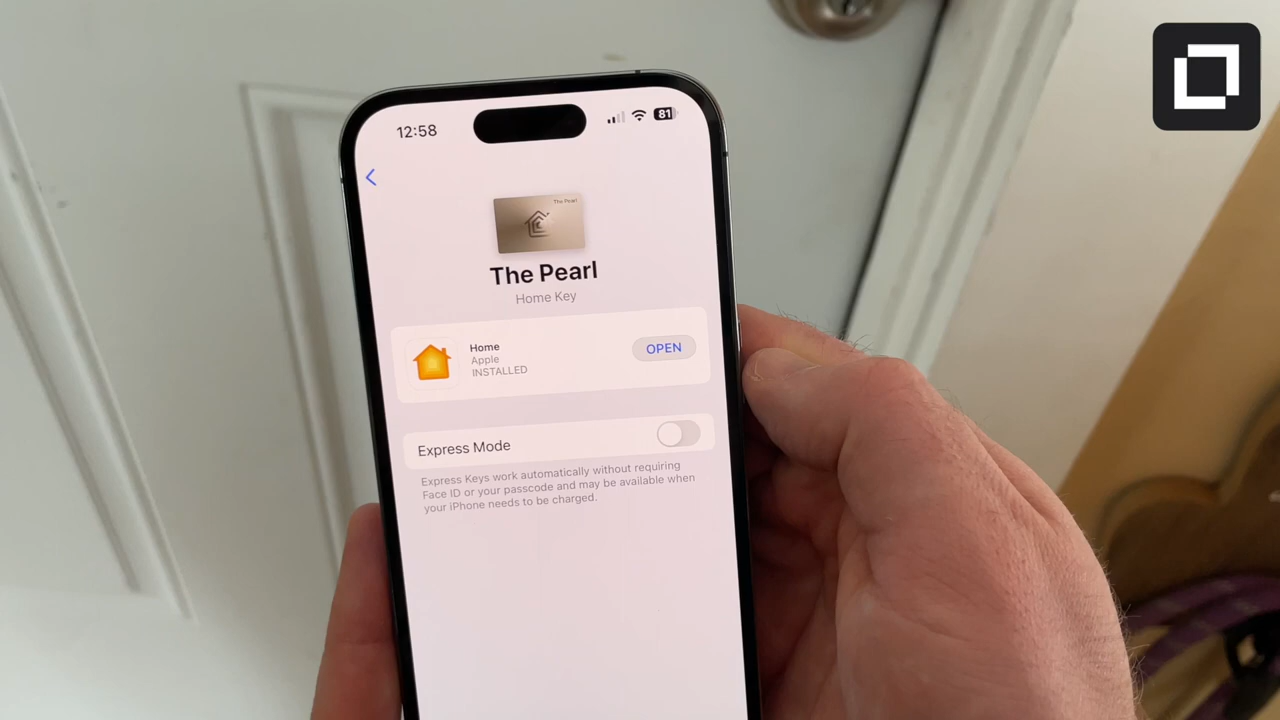 12:58
81
The Pearl
The Pearl
Home Key
Home
Apple
INSTALLED
OPEN
Express Mode
Express Keys work automatically without requiring
Face ID or your passcode and may be available when
your iPhone needs to be charged.